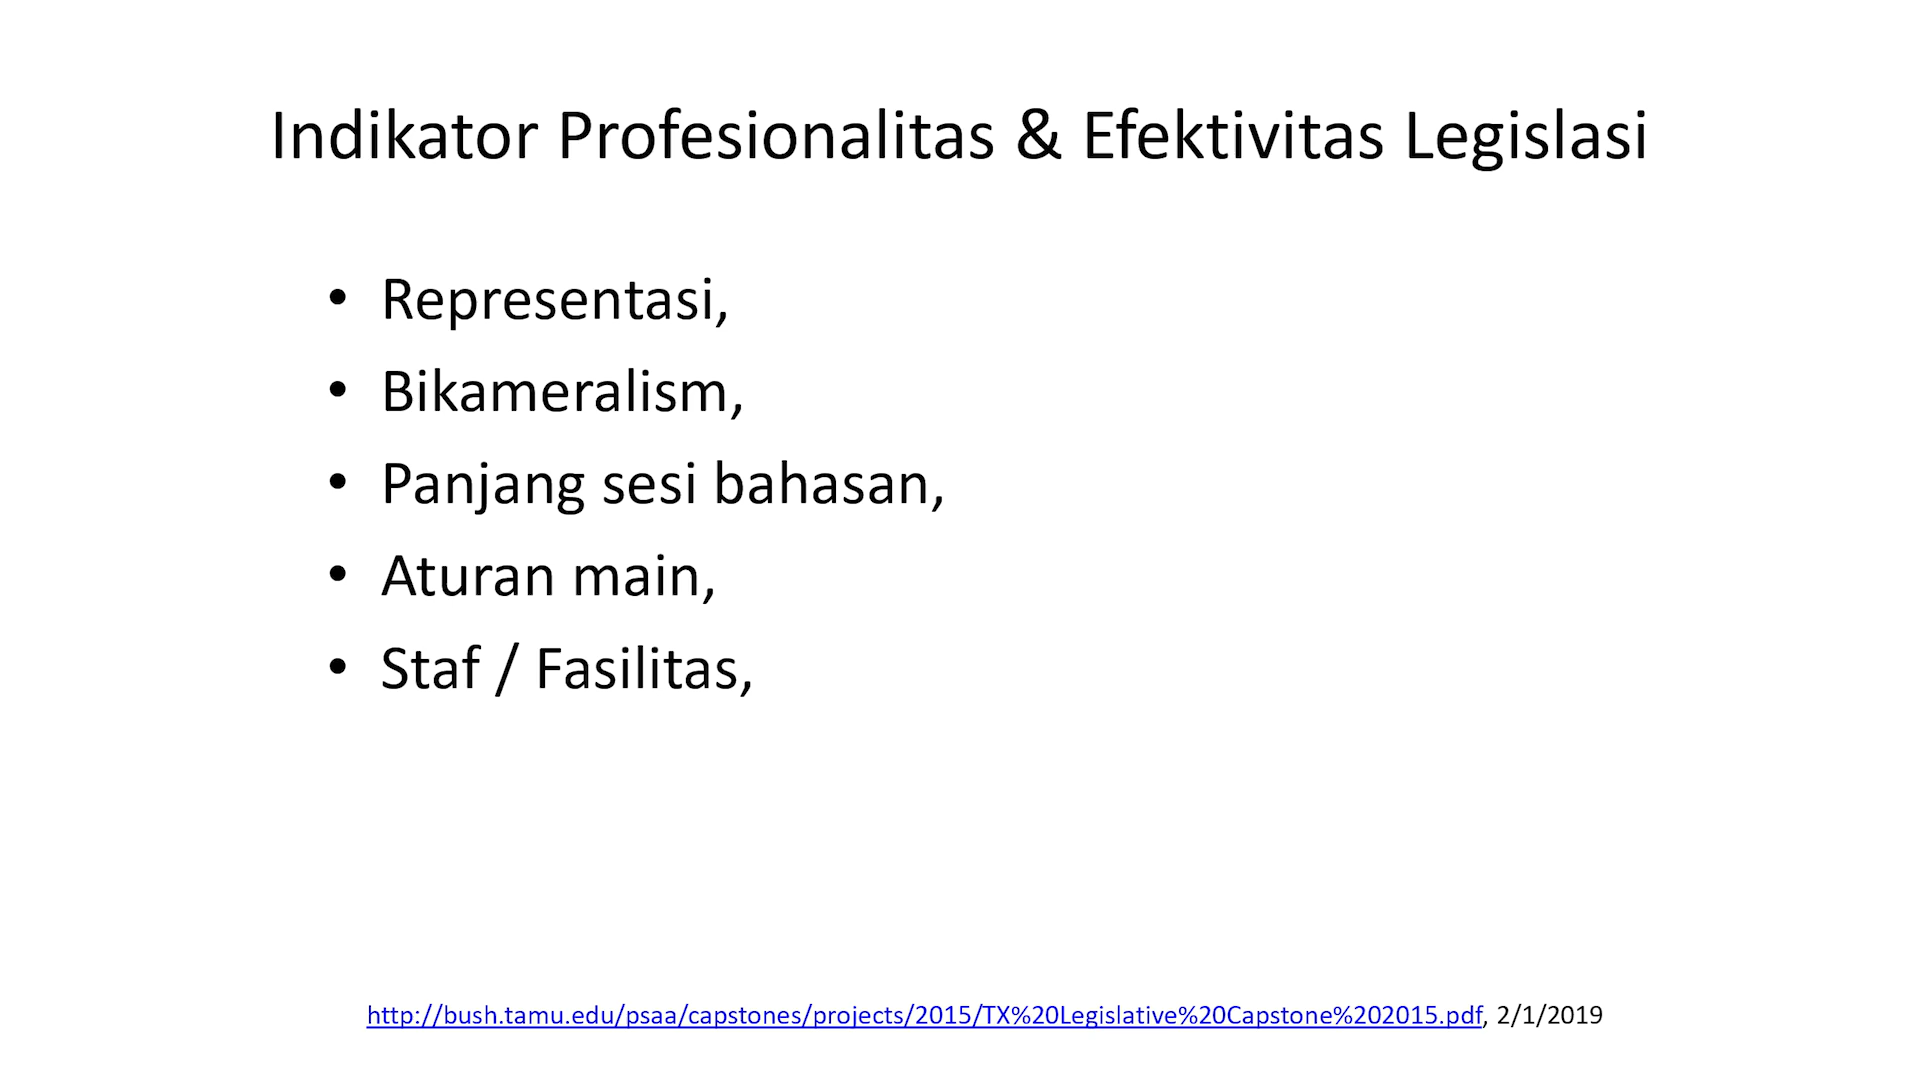 Indikator Profesionalitas & Efektivitas Legislasi
• Representasi,
• Bikameralism,
• Panjang sesi bahasan,
• Aturan main,
• Staf / Fasilitas,
http://bush.tamu.edu/psaa/capstones/projects/2015/TX%20Legislative%20Capstone%202015.pdf, 2/1/2019